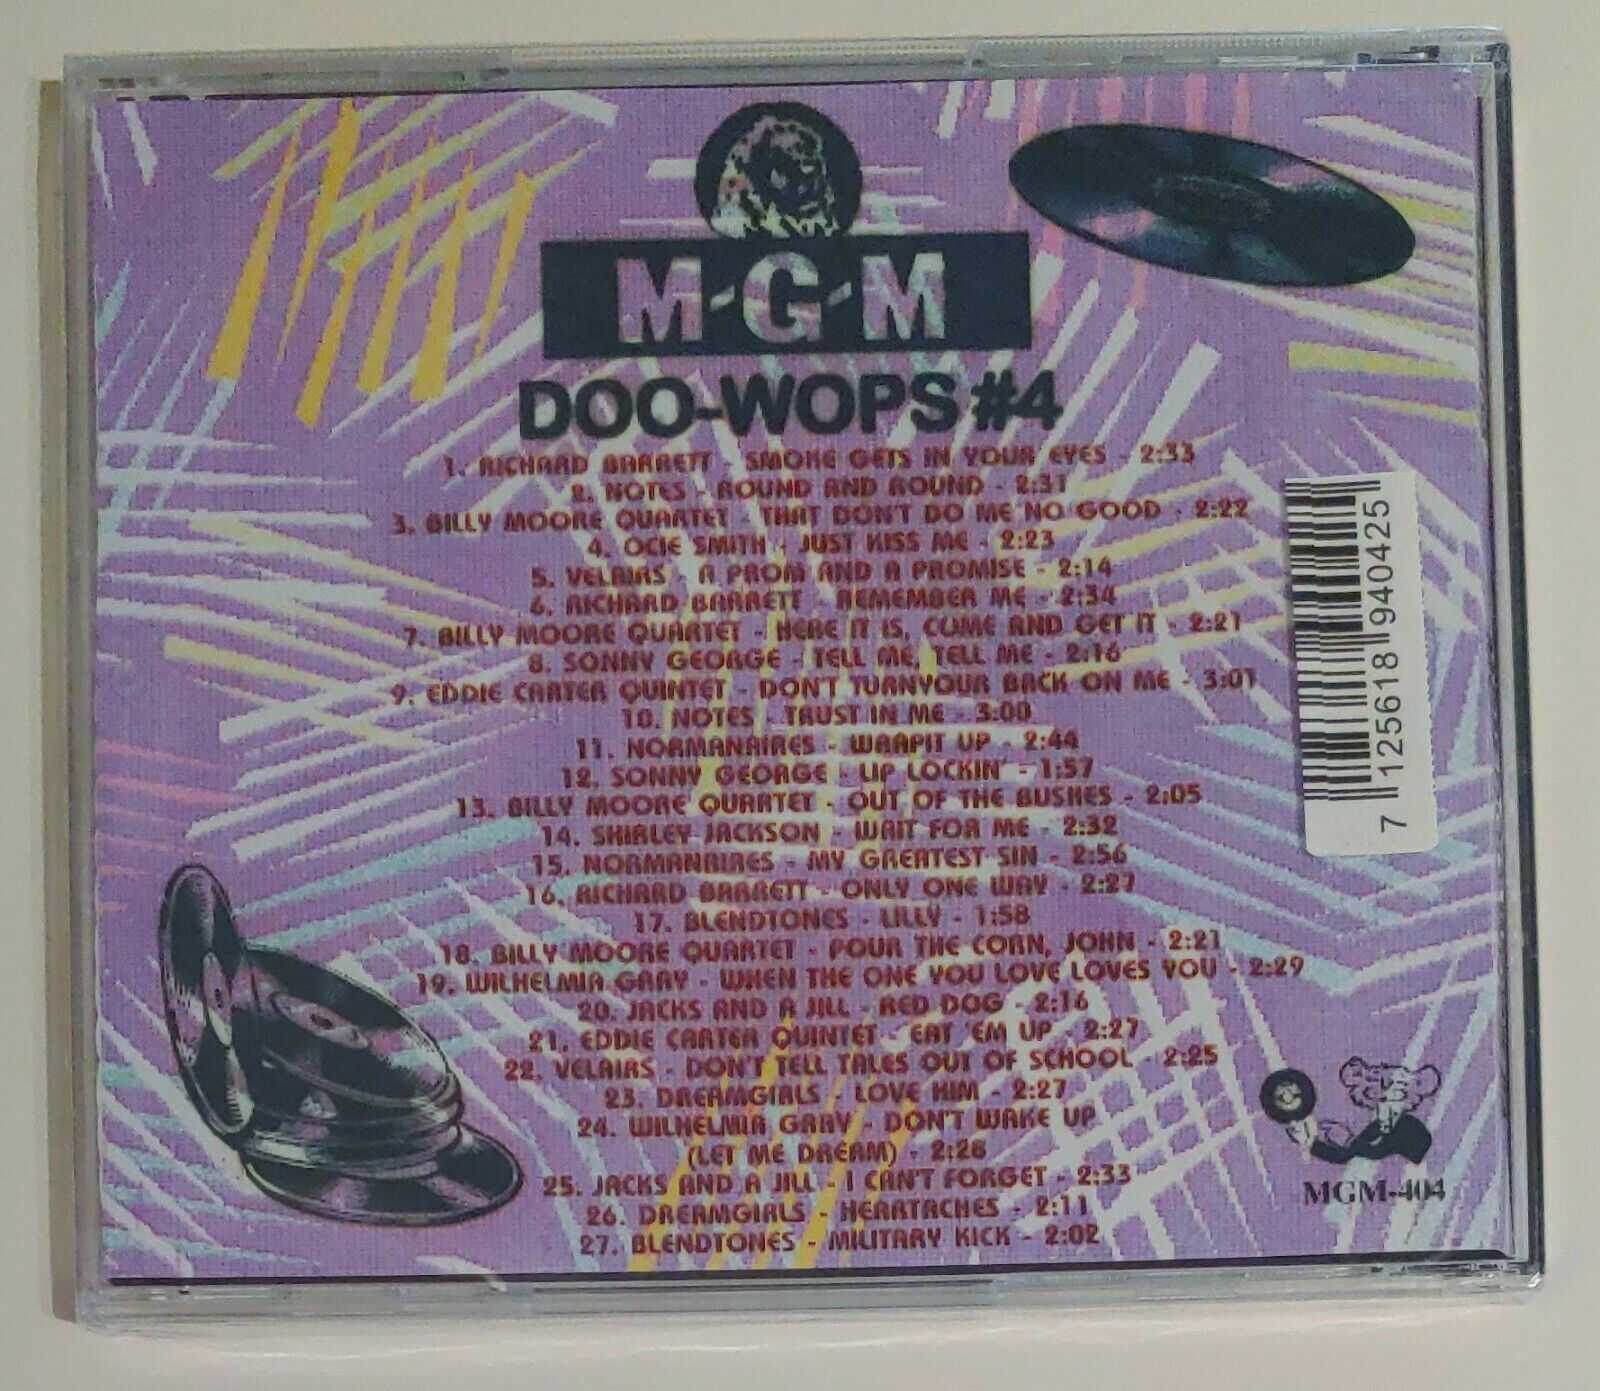 M-G-M
DOO-WOPS #4
1. RICHARD BARRETT - SMOKE GETS IN YOUR EYES - 2:33
2. NOTES - ROUND AND ROUND - 2:31
3. BILLY MOORE QUARTET - THAT DON'T DO ME NO GOOD - 2:22
4. OCIE SMITH - JUST KISS ME - 2:23
5. VELAIRS - A PROM AND A PROMISE - 2:14
6. RICHARD BARRETT - REMEMBER ME - 2:34
7. BILLY MOORE QUARTET - HERE IT IS, COME AND GET IT - 2:21
8. SONNY GEORGE - TELL ME, TELL ME - 2:16
9. EDDIE CARTER QUINTET - DON'T TURNYOUR BACK ON ME - 3:01
10. NOTES - TRUST IN ME - 3:00
11. NORMANAIRES - WRAPIT UP - 2:44
12. SONNY GEORGE - LIP LOCKIN' - 1:57
13. BILLY MOORE QUARTET - OUT OF THE BUSHES - 2:05
14. SHIRLEY JACKSON - WAIT FOR ME - 2:32
15. NORMANAIRES - MY GREATEST SIN - 2:56
16. RICHARD BARRETT - ONLY ONE WAY - 2:27
17. BLENDTONES - LILLY - 1:58
18. BILLY MOORE QUARTET - POUR THE CORN, JOHN - 2:21
19. WILHELMIA GRAY - WHEN THE ONE YOU LOVE LOVES YOU - 2:29
20. JACKS AND A JILL - RED DOG - 2:16
21. EDDIE CARTER QUINTET - EAT 'EM UP - 2:27
22. VELAIRS - DON'T TELL TALES OUT OF SCHOOL - 2:25
23. DREAMGIRLS - LOVE HIM - 2:27
24. WILHELMIA GRAY - DON'T WAKE UP
(LET ME DREAM) - 2:28
25. JACKS AND A JILL - I CAN'T FORGET - 2:33
26. DREAMGIRLS - HEARTACHES - 2:11
27. BLENDTONES - MILITARY KICK - 2:02
7 125618 940425
MGM-404